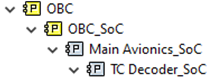 OBC
OBC_SoC
Main Avionics_SoC
TC Decoder_SoC